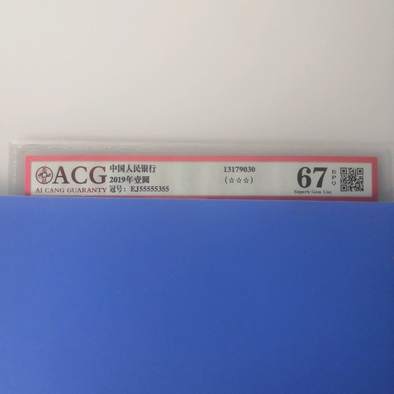 ACG
AI CANG GUARANTY
中国人民银行
2019年壹圆
冠号: EJ55555355
13179030
(☆☆☆)
67
EPQ
Superb Gem Unc